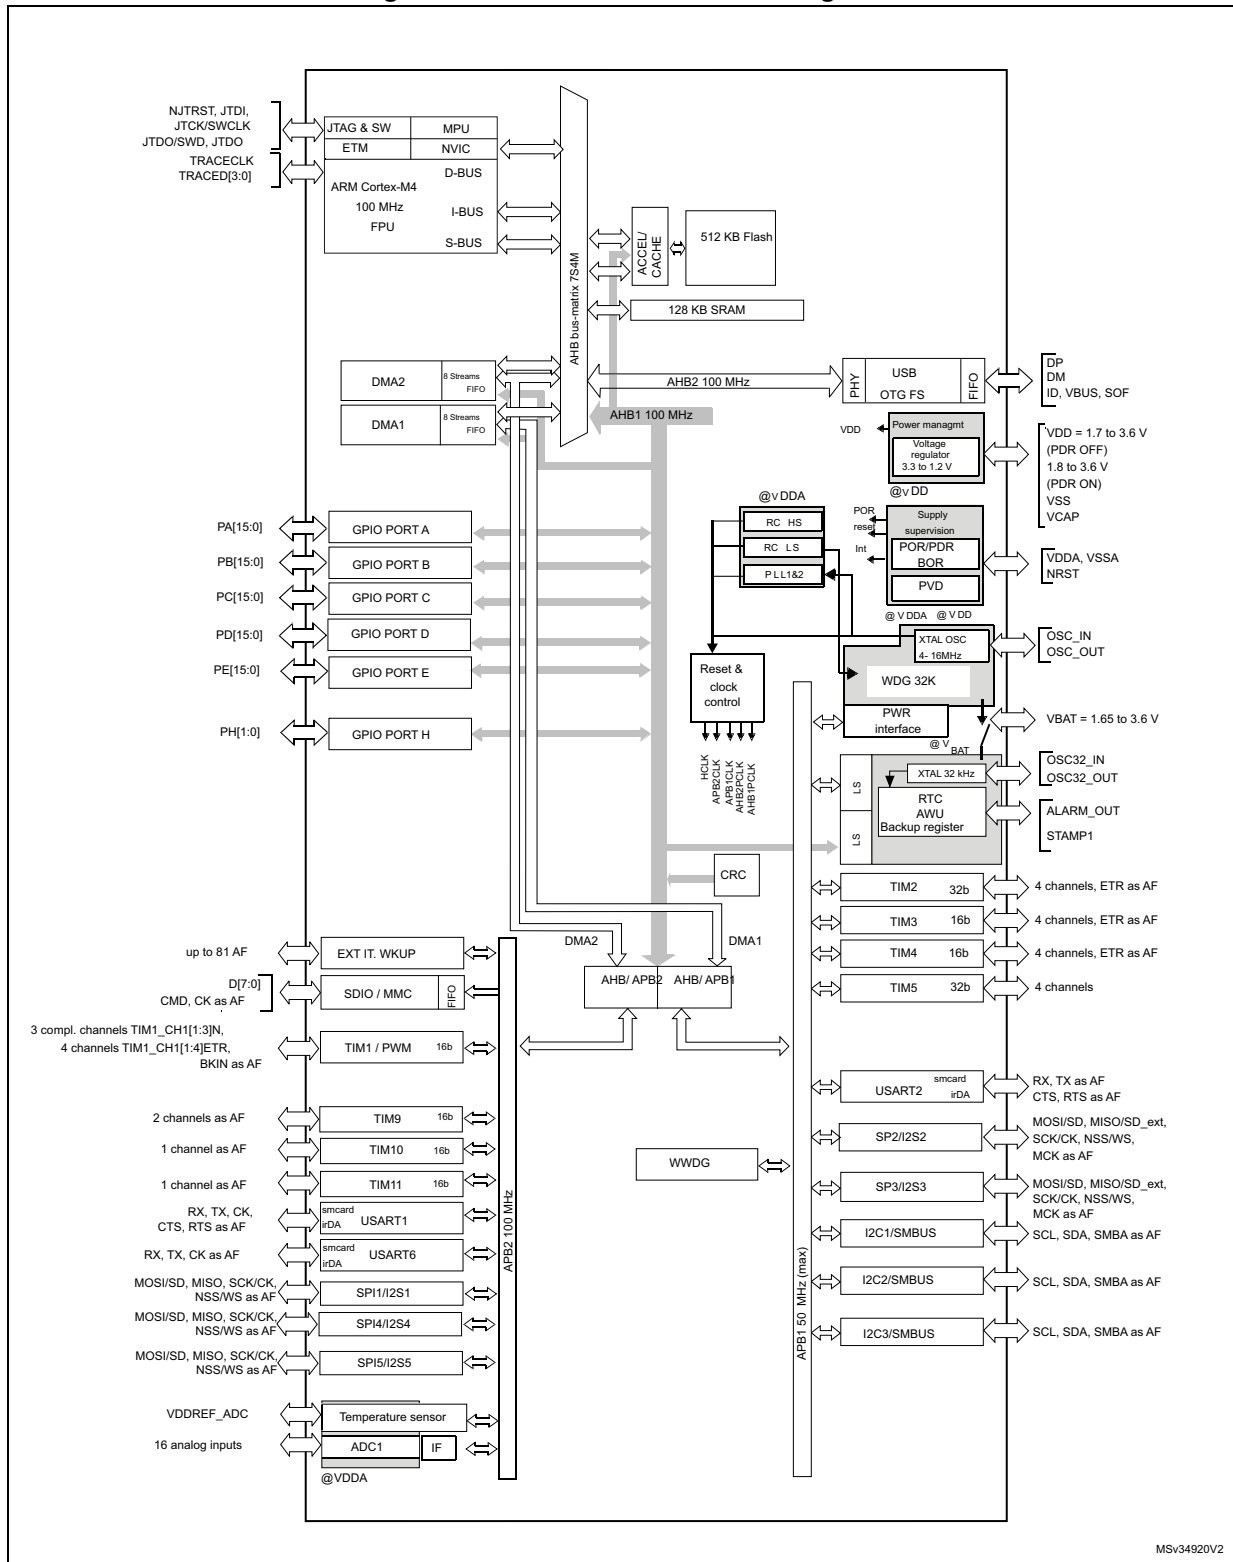 NJTRST, JTDI,
JTCK/SWCLK
JTDO/SWD, JTDO
TRACECLK
TRACED[3:0]
JTAG & SW
MPU
ETM
NVIC
D-BUS
ARM Cortex-M4
100 MHz
FPU
I-BUS
S-BUS
AHB bus-matrix 7S4M
ACCEL/
CACHE
512 KB Flash
128 KB SRAM
DMA2
8 Streams
FIFO
DMA1
8 Streams
FIFO
AHB2 100 MHz
AHB1 100 MHz
PHY
USB
OTG FS
FIFO
DP
DM
ID, VBUS, SOF
VDD
Power managmt
Voltage
regulator
3.3 to 1.2 V
@V DD
VDD = 1.7 to 3.6 V
(PDR OFF)
1.8 to 3.6 V
(PDR ON)
VSS
VCAP
@V DDA
RC HS
RC LS
PLL1&2
POR
reset
Int
Supply
supervision
POR/PDR
BOR
PVD
VDDA, VSSA
NRST
@ V DDA @ V DD
PA[15:0]
GPIO PORT A
PB[15:0]
GPIO PORT B
PC[15:0]
GPIO PORT C
PD[15:0]
GPIO PORT D
PE[15:0]
GPIO PORT E
PH[1:0]
GPIO PORT H
XTAL OSC
4- 16MHz
OSC_IN
OSC_OUT
WDG 32K
Reset &
clock
control
HCLK
APB2CLK
APB1CLK
AHB2PCLK
AHB1PCLK
PWR
interface
VBAT = 1.65 to 3.6 V
@ V BAT
LS
LS
XTAL 32 kHz
OSC32_IN
OSC32_OUT
RTC
AWU
Backup register
ALARM_OUT
STAMP1
CRC
DMA2
DMA1
AHB/ APB2
AHB/ APB1
TIM2 32b
4 channels, ETR as AF
TIM3 16b
4 channels, ETR as AF
TIM4 16b
4 channels, ETR as AF
TIM5 32b
4 channels
up to 81 AF
EXT IT. WKUP
D[7:0]
CMD, CK as AF
SDIO / MMC
FIFO
3 compl. channels TIM1_CH1[1:3]N,
4 channels TIM1_CH1[1:4]ETR,
BKIN as AF
TIM1 / PWM 16b
2 channels as AF
TIM9 16b
1 channel as AF
TIM10 16b
1 channel as AF
TIM11 16b
RX, TX, CK,
CTS, RTS as AF
smcard
irDA
USART1
RX, TX, CK as AF
smcard
irDA
USART6
MOSI/SD, MISO, SCK/CK,
NSS/WS as AF
SPI1/I2S1
MOSI/SD, MISO, SCK/CK,
NSS/WS as AF
SPI4/I2S4
MOSI/SD, MISO, SCK/CK,
NSS/WS as AF
SPI5/I2S5
VDDREF_ADC
Temperature sensor
16 analog inputs
ADC1
IF
@VDDA
APB2 100 MHz
WWDG
APB1 50 MHz (max)
USART2
smcard
irDA
RX, TX as AF
CTS, RTS as AF
SP2/I2S2
MOSI/SD, MISO/SD_ext,
SCK/CK, NSS/WS,
MCK as AF
SP3/I2S3
MOSI/SD, MISO/SD_ext,
SCK/CK, NSS/WS,
MCK as AF
I2C1/SMBUS
SCL, SDA, SMBA as AF
I2C2/SMBUS
SCL, SDA, SMBA as AF
I2C3/SMBUS
SCL, SDA, SMBA as AF
MSv34920V2